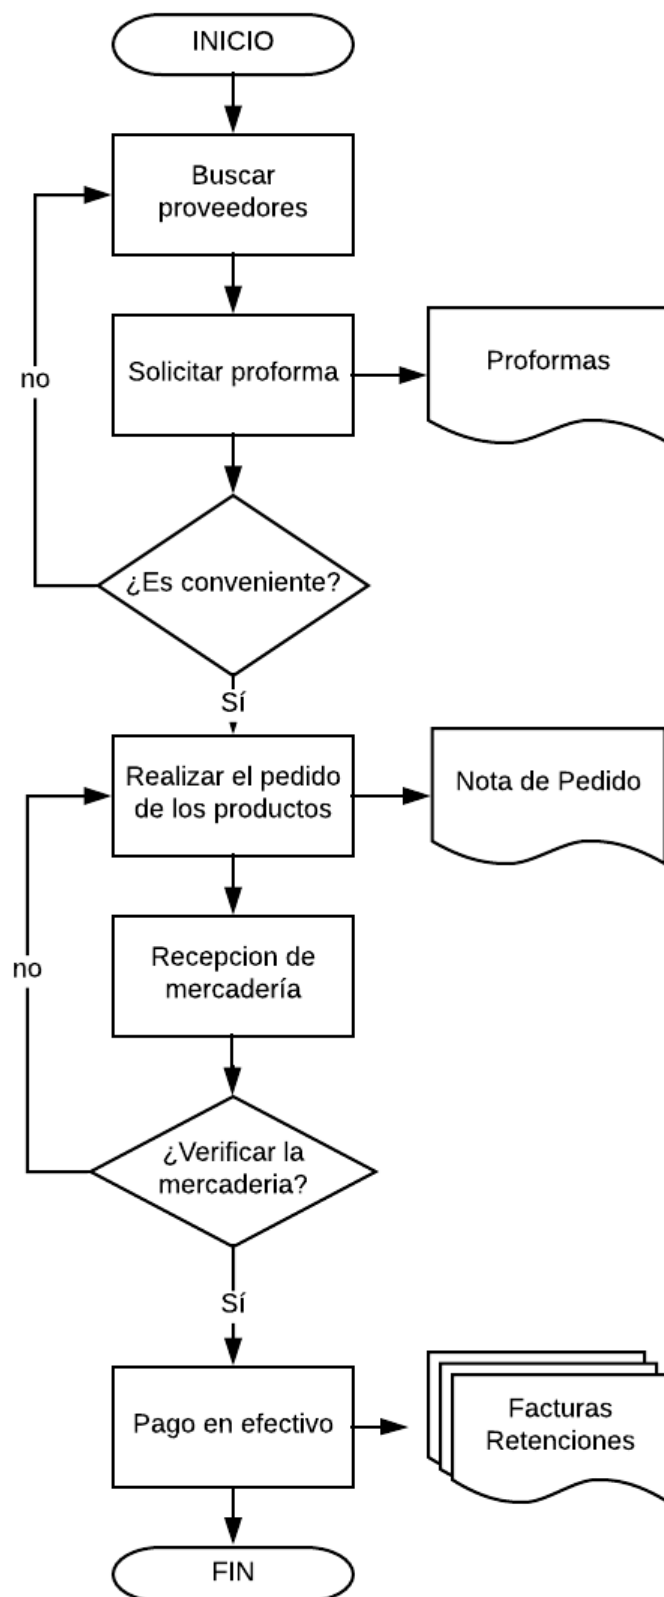 INICIO
Buscar
proveedores
Solicitar proforma
Proformas
no
¿Es conveniente?
Sí
Realizar el pedido
de los productos
Nota de Pedido
Recepcion de
mercadería
no
¿Verificar la
mercaderia?
Sí
Pago en efectivo
Facturas
Retenciones
FIN